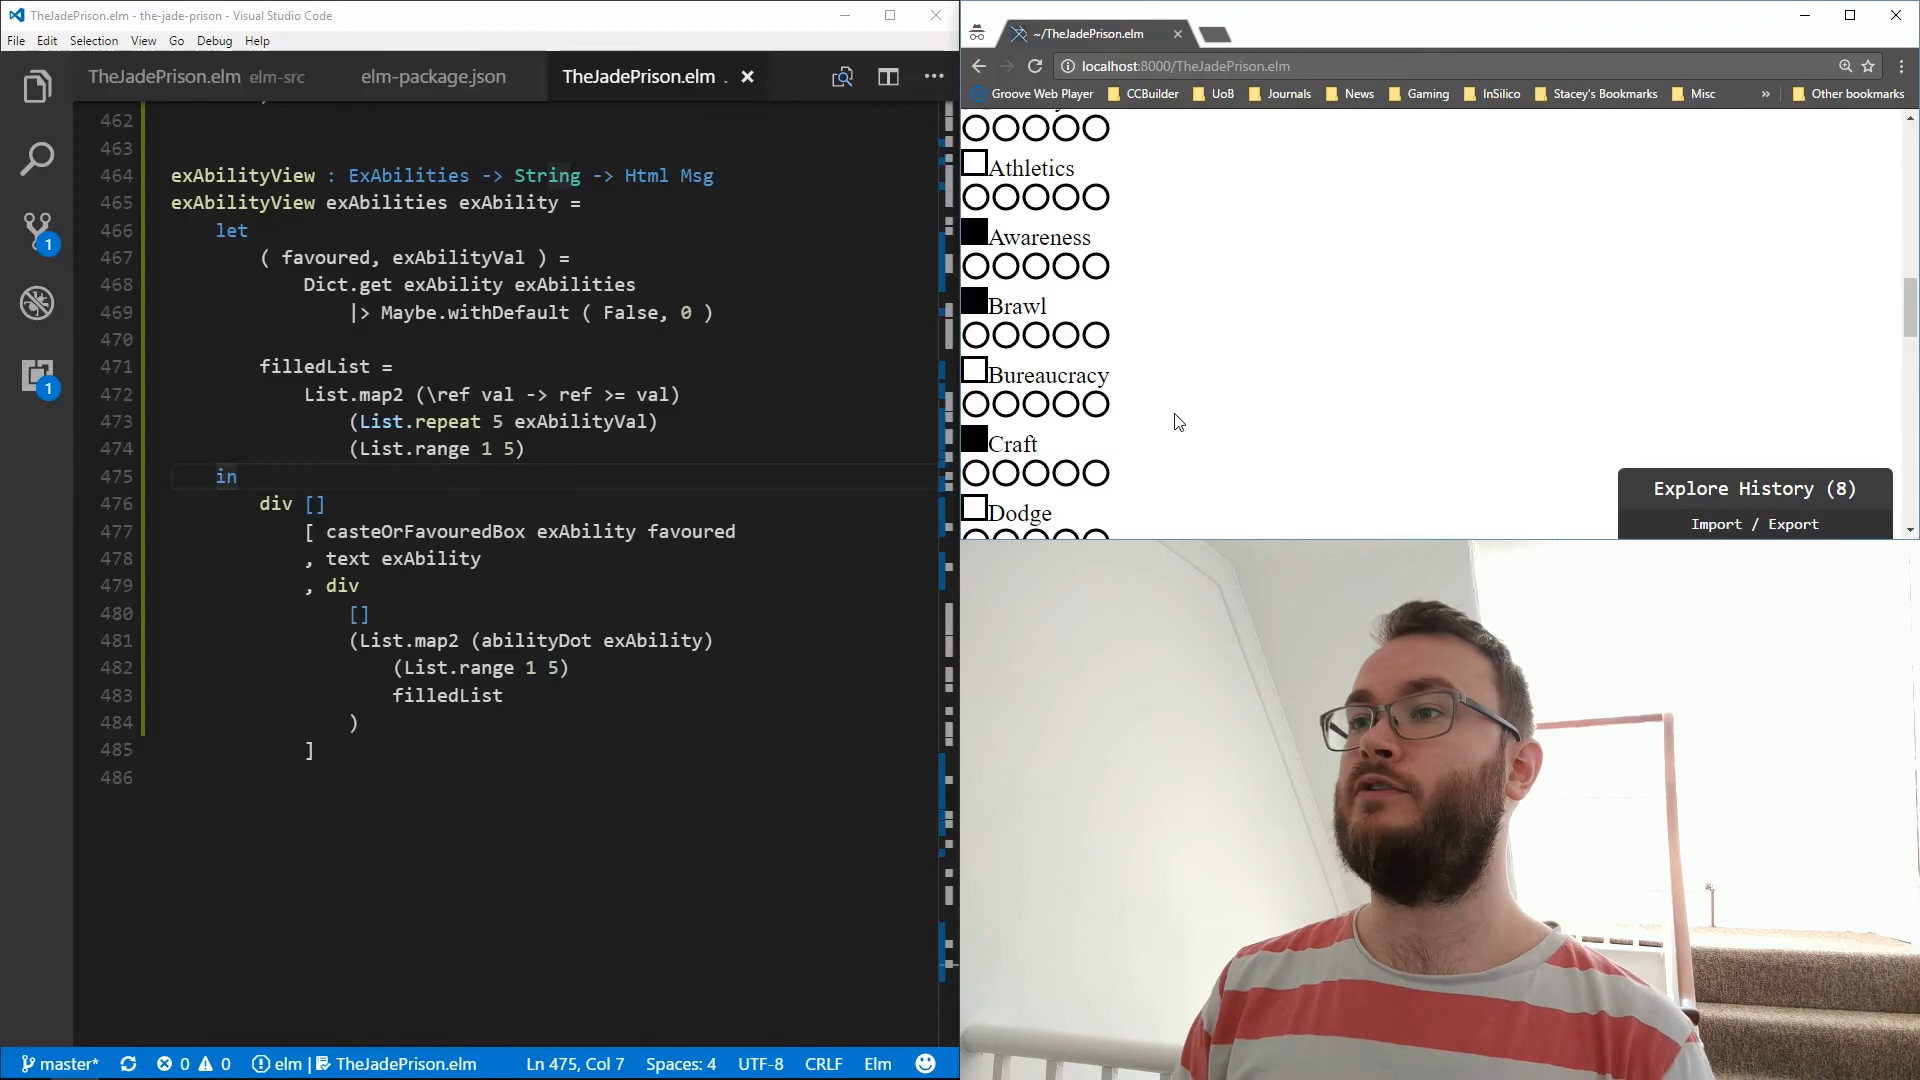 TheJadePrison.elm - the-jade-prison - Visual Studio Code
File Edit Selection View Go Debug Help
TheJadePrison.elm elm-src elm-package.json TheJadePrison.elm .
462
463
464 exAbilityView : ExAbilities -> String -> Html Msg
465 exAbilityView exAbilities exAbility =
466 let
467 ( favoured, exAbilityVal ) =
468 Dict.get exAbility exAbilities
469 |> Maybe.withDefault ( False, 0 )
470
471 filledList =
472 List.map2 (\ref val -> ref >= val)
473 (List.repeat 5 exAbilityVal)
474 (List.range 1 5)
475 in
476 div []
477 [ casteOrFavouredBox exAbility favoured
478 , text exAbility
479 , div
480 []
481 (List.map2 (abilityDot exAbility)
482 (List.range 1 5)
483 filledList
484 )
485 ]
486
1
1
master* 0 0 elm | TheJadePrison.elm Ln 475, Col 7 Spaces: 4 UTF-8 CRLF Elm
~/TheJadePrison.elm
localhost:8000/TheJadePrison.elm
Groove Web Player CCBuilder UoB Journals News Gaming InSilico Stacey's Bookmarks Misc » Other bookmarks
Athletics
Awareness
Brawl
Bureaucracy
Craft
Dodge
Explore History (8)
Import / Export